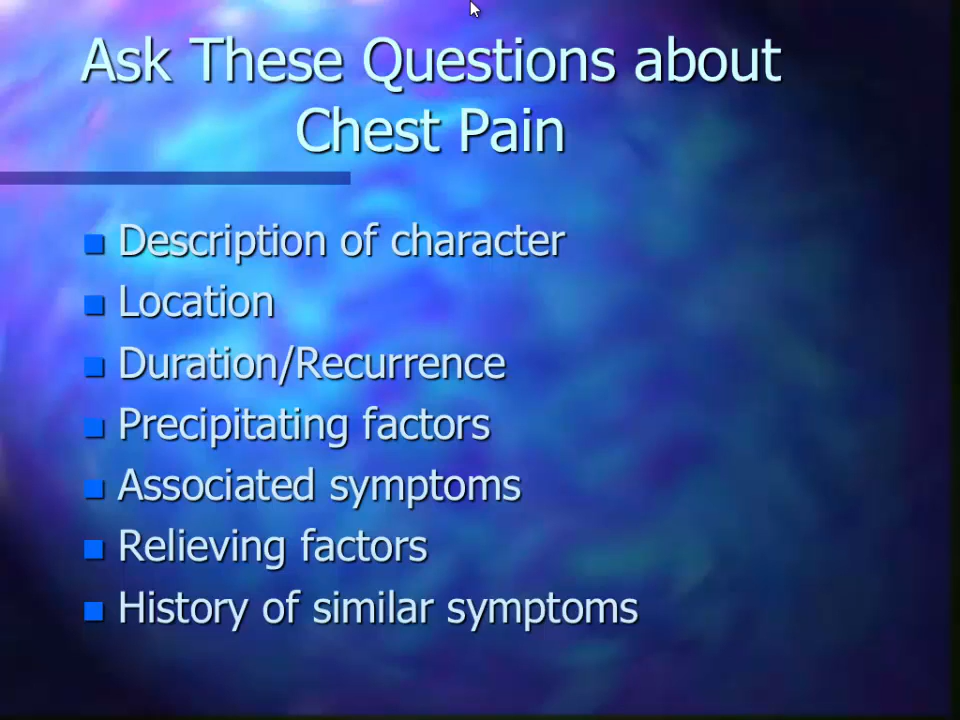 Ask These Questions about
Chest Pain
Description of character
Location
Duration/Recurrence
Precipitating factors
Associated symptoms
Relieving factors
History of similar symptoms